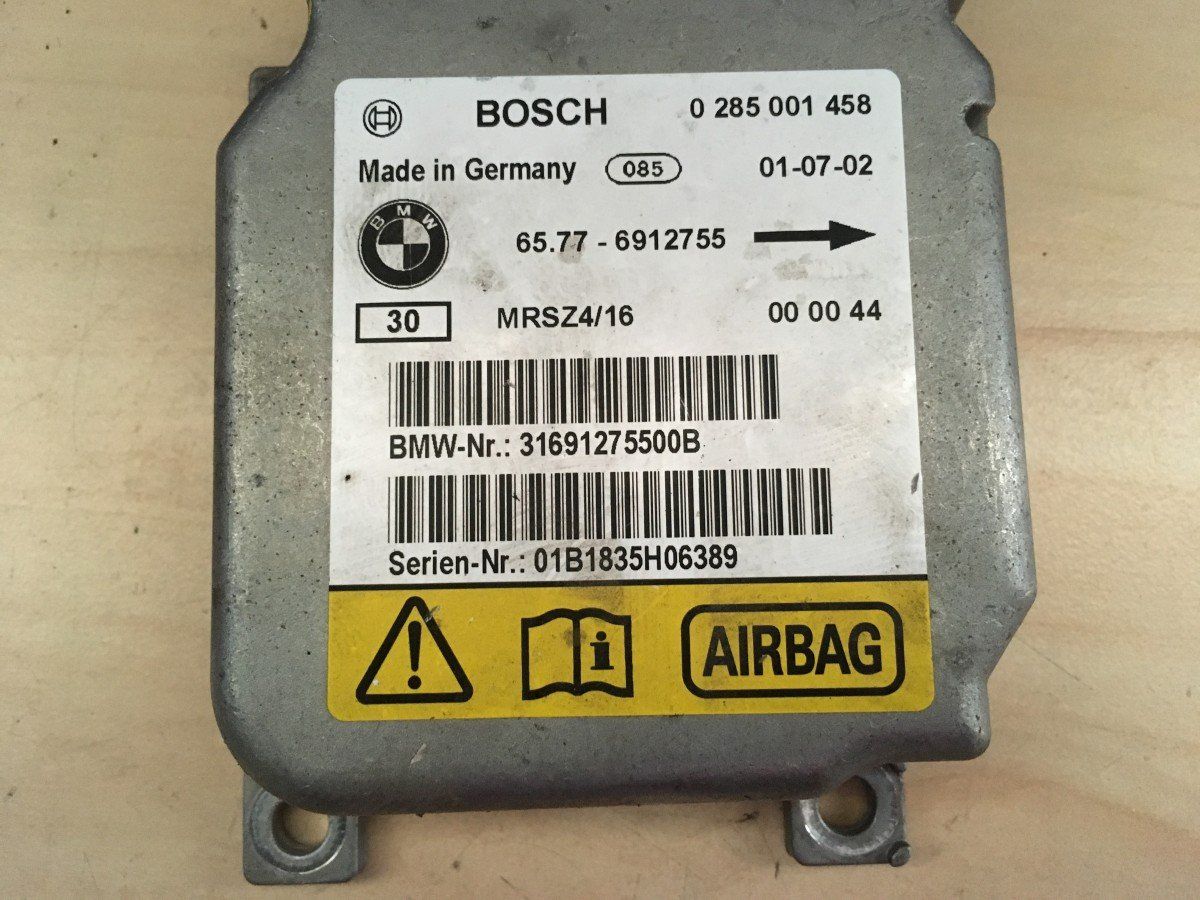 BOSCH 0 285 001 458
Made in Germany 085 01-07-02
BMW 65.77 - 6912755
30 MRSZ4/16 00 00 44
BMW-Nr.: 31691275500B
Serien-Nr.: 01B1835H06389
! i AIRBAG